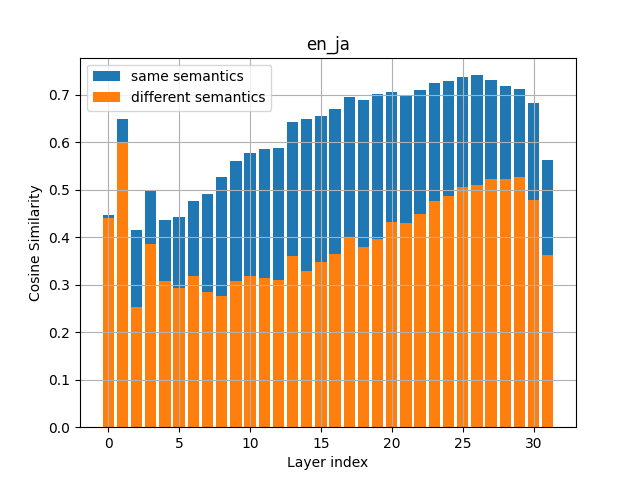 en_ja
same semantics
different semantics
Cosine Similarity
0.7
0.6
0.5
0.4
0.3
0.2
0.1
0.0
0 5 10 15 20 25 30
Layer index